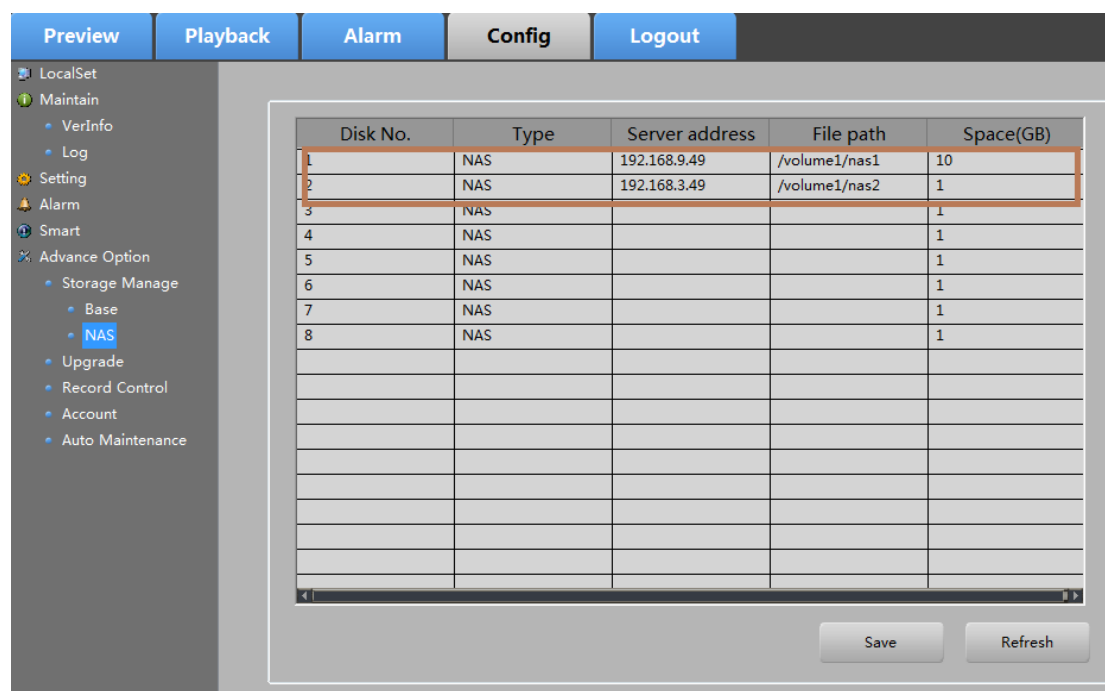 Preview Playback Alarm Config Logout
LocalSet
Maintain
VerInfo
Log
Setting
Alarm
Smart
Advance Option
Storage Manage
Base
NAS
Upgrade
Record Control
Account
Auto Maintenance
Disk No. Type Server address File path Space(GB)
1 NAS 192.168.9.49 /volume1/nas1 10
2 NAS 192.168.3.49 /volume1/nas2 1
3 NAS 1
4 NAS 1
5 NAS 1
6 NAS 1
7 NAS 1
8 NAS 1
Save Refresh